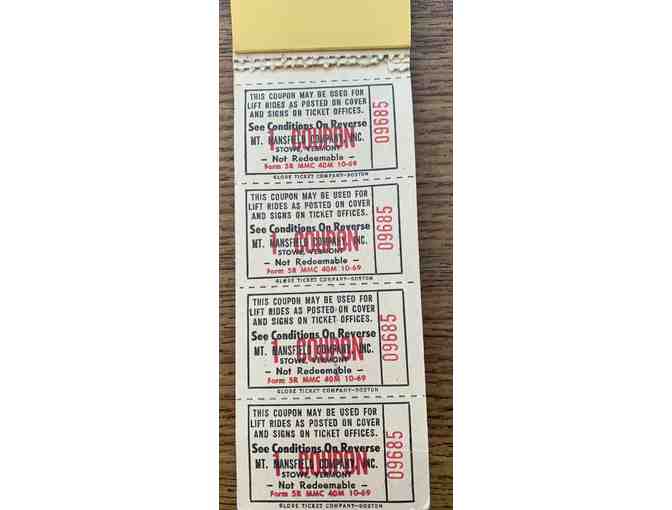 THIS COUPON MAY BE USED FOR
LIFT RIDES AS POSTED ON COVER
AND SIGNS ON TICKET OFFICES.
See Conditions On Reverse
1 COUPON
MT. MANSFIELD COMPANY, INC.
STOWE, VERMONT
— Not Redeemable —
Form 5R MMC 40M 10-69
09685
GLOBE TICKET COMPANY-BOSTON
THIS COUPON MAY BE USED FOR
LIFT RIDES AS POSTED ON COVER
AND SIGNS ON TICKET OFFICES.
See Conditions On Reverse
1 COUPON
MT. MANSFIELD COMPANY, INC.
STOWE, VERMONT
— Not Redeemable —
Form 5R MMC 40M 10-69
09685
GLOBE TICKET COMPANY-BOSTON
THIS COUPON MAY BE USED FOR
LIFT RIDES AS POSTED ON COVER
AND SIGNS ON TICKET OFFICES.
See Conditions On Reverse
1 COUPON
MT. MANSFIELD COMPANY, INC.
STOWE, VERMONT
— Not Redeemable —
Form 5R MMC 40M 10-69
09685
GLOBE TICKET COMPANY-BOSTON
THIS COUPON MAY BE USED FOR
LIFT RIDES AS POSTED ON COVER
AND SIGNS ON TICKET OFFICES.
See Conditions On Reverse
1 COUPON
MT. MANSFIELD COMPANY, INC.
STOWE, VERMONT
— Not Redeemable —
Form 5R MMC 40M 10-69
09685
GLOBE TICKET COMPANY-BOSTON